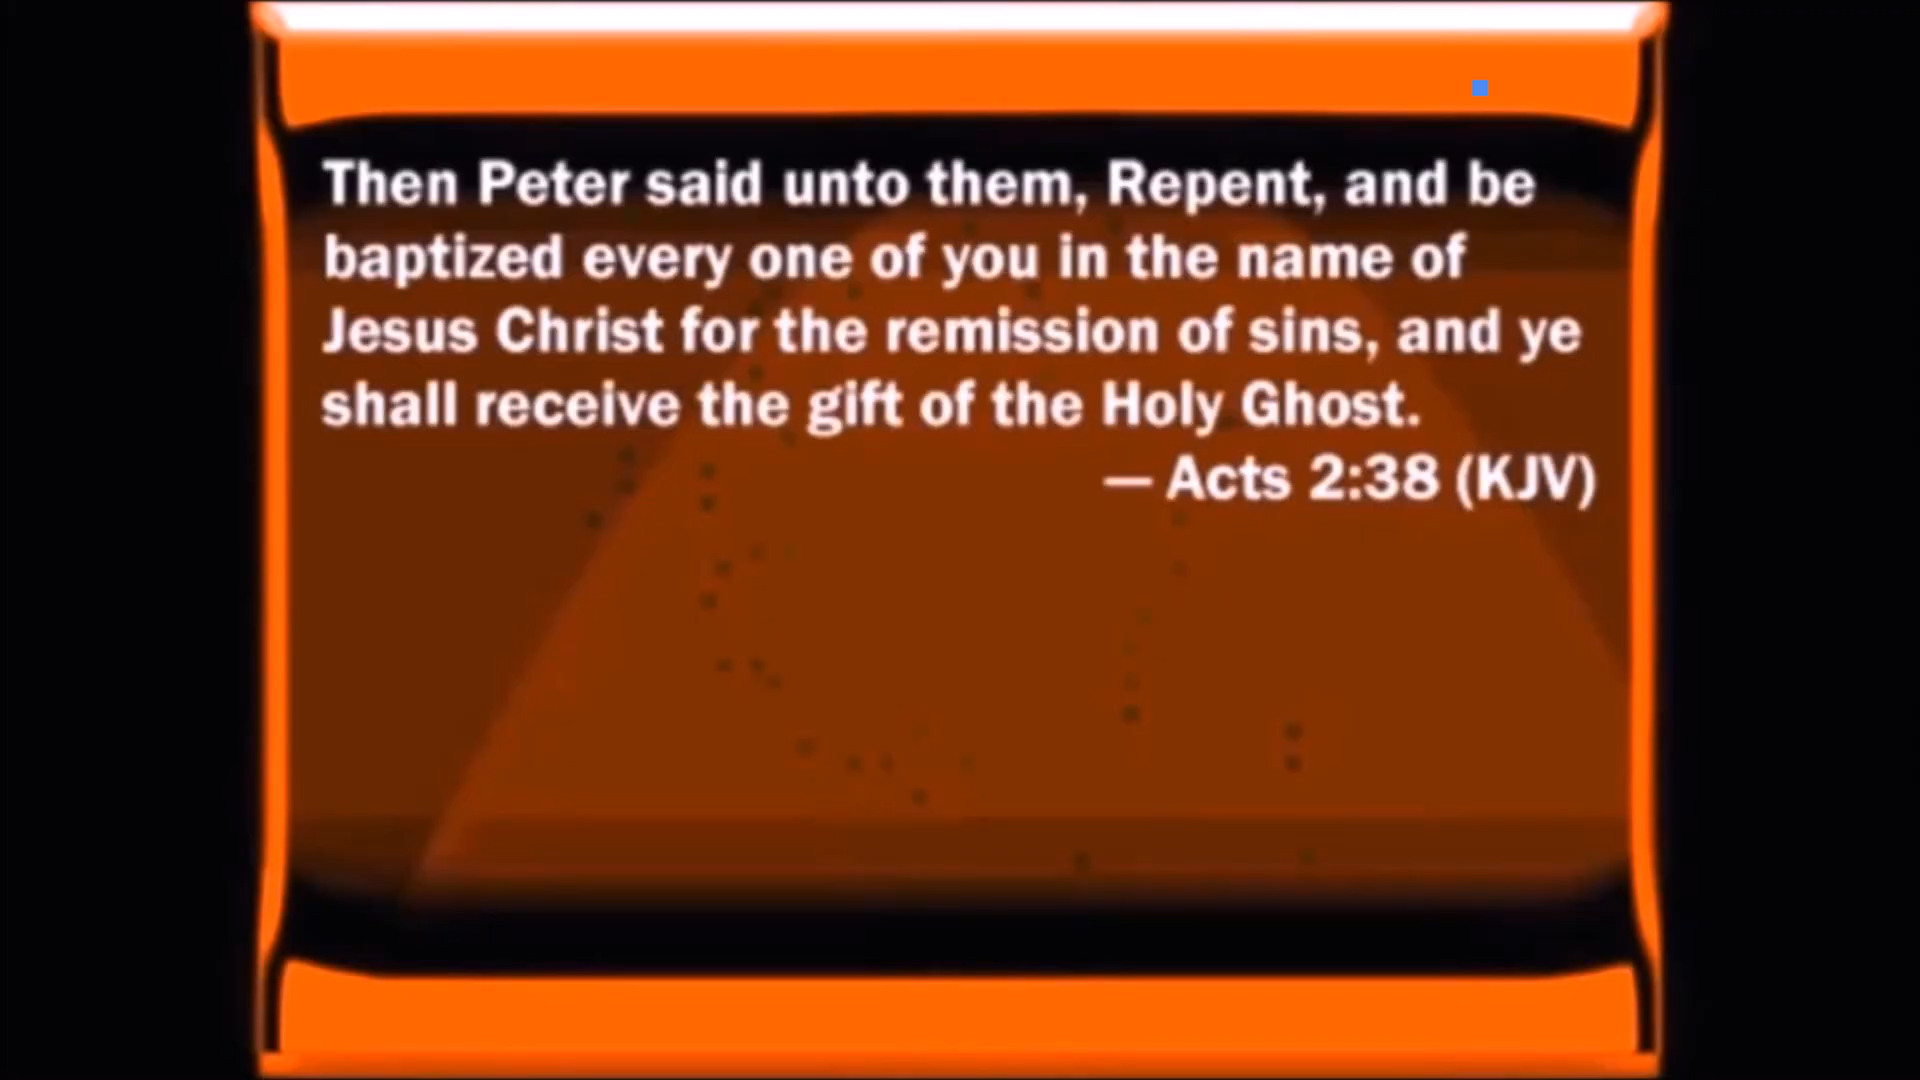 Then Peter said unto them, Repent, and be
baptized every one of you in the name of
Jesus Christ for the remission of sins, and ye
shall receive the gift of the Holy Ghost.
— Acts 2:38 (KJV)